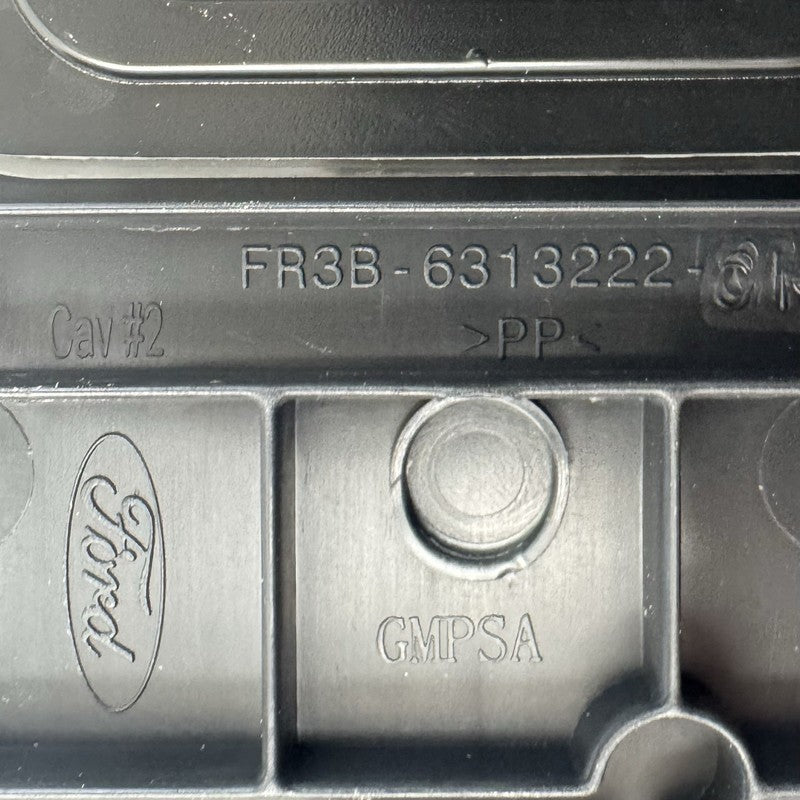 FR3B-6313222-
Cav #2
>PP<
Ford
GMPSA